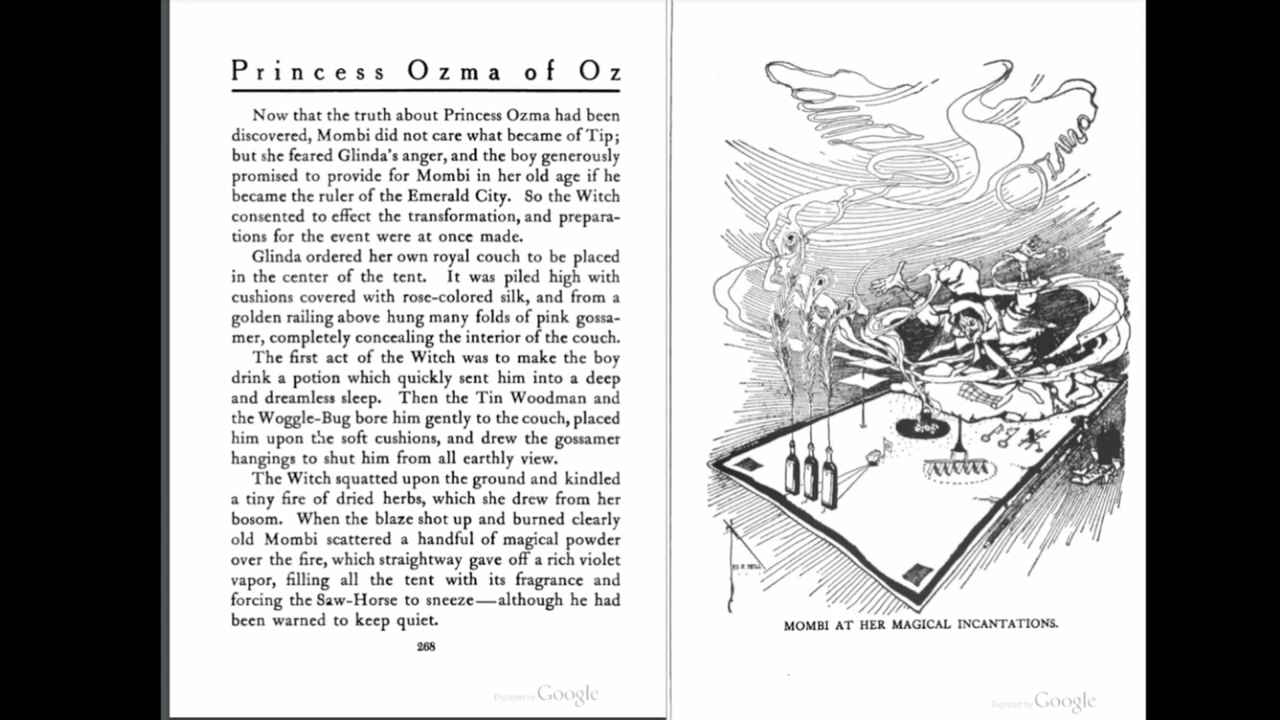 Princess Ozma of Oz
Now that the truth about Princess Ozma had been
discovered, Mombi did not care what became of Tip;
but she feared Glinda's anger, and the boy generously
promised to provide for Mombi in her old age if he
became the ruler of the Emerald City. So the Witch
consented to effect the transformation, and prepara-
tions for the event were at once made.
Glinda ordered her own royal couch to be placed
in the center of the tent. It was piled high with
cushions covered with rose-colored silk, and from a
golden railing above hung many folds of pink gossa-
mer, completely concealing the interior of the couch.
The first act of the Witch was to make the boy
drink a potion which quickly sent him into a deep
and dreamless sleep. Then the Tin Woodman and
the Woggle-Bug bore him gently to the couch, placed
him upon the soft cushions, and drew the gossamer
hangings to shut him from all earthly view.
The Witch squatted upon the ground and kindled
a tiny fire of dried herbs, which she drew from her
bosom. When the blaze shot up and burned clearly
old Mombi scattered a handful of magical powder
over the fire, which straightway gave off a rich violet
vapor, filling all the tent with its fragrance and
forcing the Saw-Horse to sneeze—although he had
been warned to keep quiet.
268
Digitized by Google
Ozma
MOMBI AT HER MAGICAL INCANTATIONS.
Digitized by Google